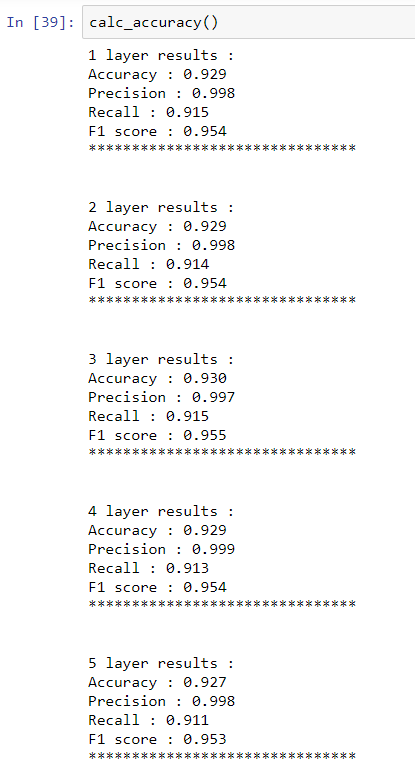 In [39]: calc_accuracy()
1 layer results :
Accuracy : 0.929
Precision : 0.998
Recall : 0.915
F1 score : 0.954
*******************************
2 layer results :
Accuracy : 0.929
Precision : 0.998
Recall : 0.914
F1 score : 0.954
*******************************
3 layer results :
Accuracy : 0.930
Precision : 0.997
Recall : 0.915
F1 score : 0.955
*******************************
4 layer results :
Accuracy : 0.929
Precision : 0.999
Recall : 0.913
F1 score : 0.954
*******************************
5 layer results :
Accuracy : 0.927
Precision : 0.998
Recall : 0.911
F1 score : 0.953
*******************************